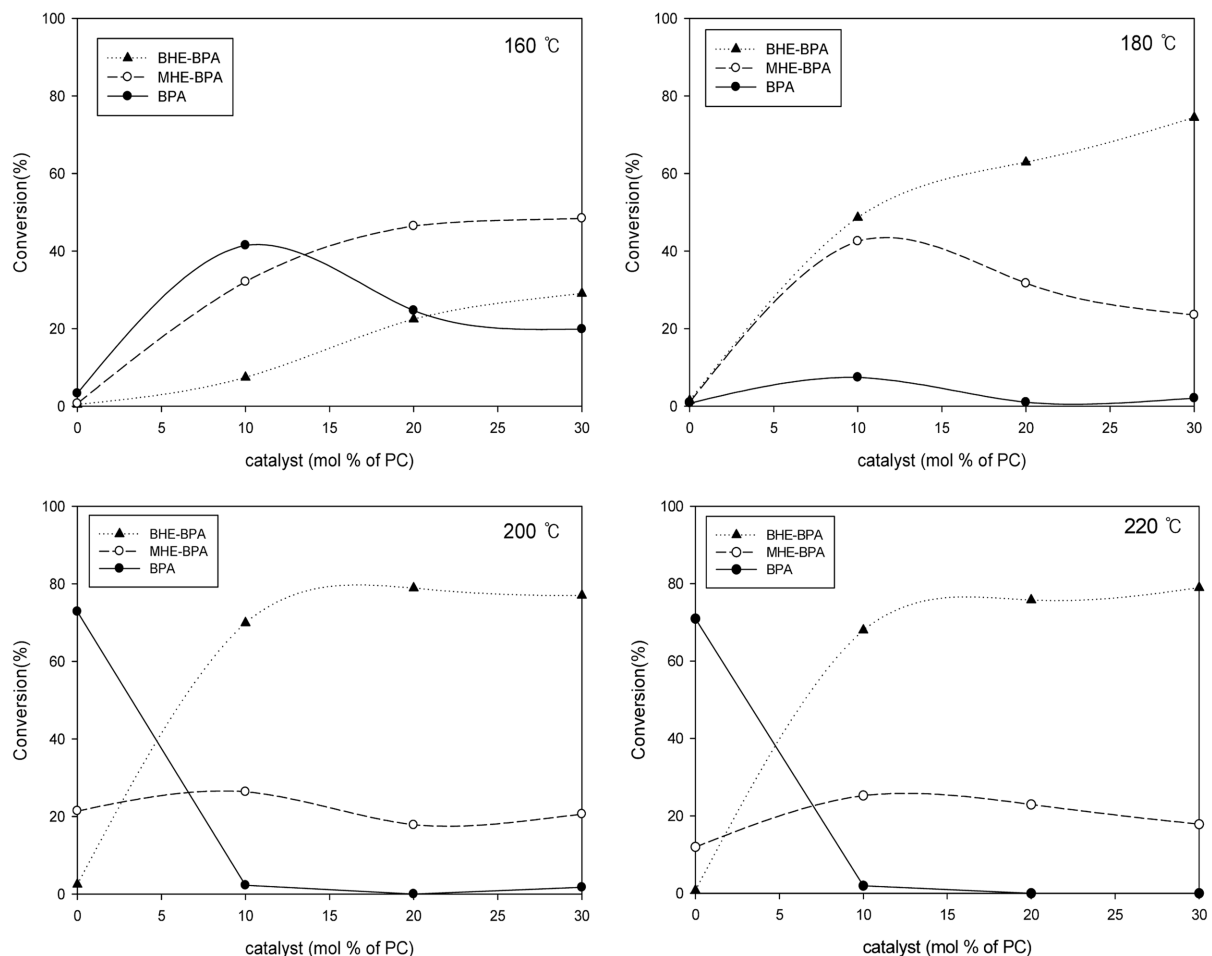 100
80
60
40
20
0
Conversion(%)
BHE-BPA
MHE-BPA
BPA
160 ℃
0 5 10 15 20 25 30
catalyst (mol % of PC)
100
80
60
40
20
0
Conversion(%)
BHE-BPA
MHE-BPA
BPA
180 ℃
0 5 10 15 20 25 30
catalyst (mol % of PC)
100
80
60
40
20
0
Conversion(%)
BHE-BPA
MHE-BPA
BPA
200 ℃
0 5 10 15 20 25 30
catalyst (mol % of PC)
100
80
60
40
20
0
Conversion(%)
BHE-BPA
MHE-BPA
BPA
220 ℃
0 5 10 15 20 25 30
catalyst (mol % of PC)